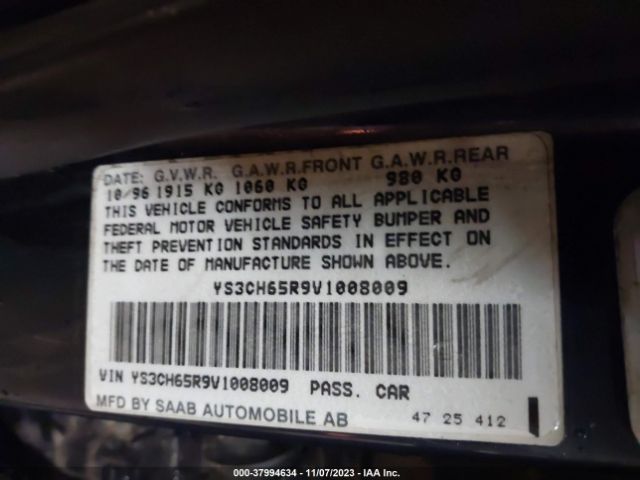 DATE: G.V.W.R. G.A.W.R.FRONT G.A.W.R.REAR
10/96 1915 KG 1060 KG 980 KG
THIS VEHICLE CONFORMS TO ALL APPLICABLE
FEDERAL MOTOR VEHICLE SAFETY BUMPER AND
THEFT PREVENTION STANDARDS IN EFFECT ON
THE DATE OF MANUFACTURE SHOWN ABOVE.
YS3CH65R9V1008009
VIN YS3CH65R9V1008009 PASS. CAR
MFD BY SAAB AUTOMOBILE AB 47 25 412
000-37994634 - 11/07/2023 - IAA Inc.